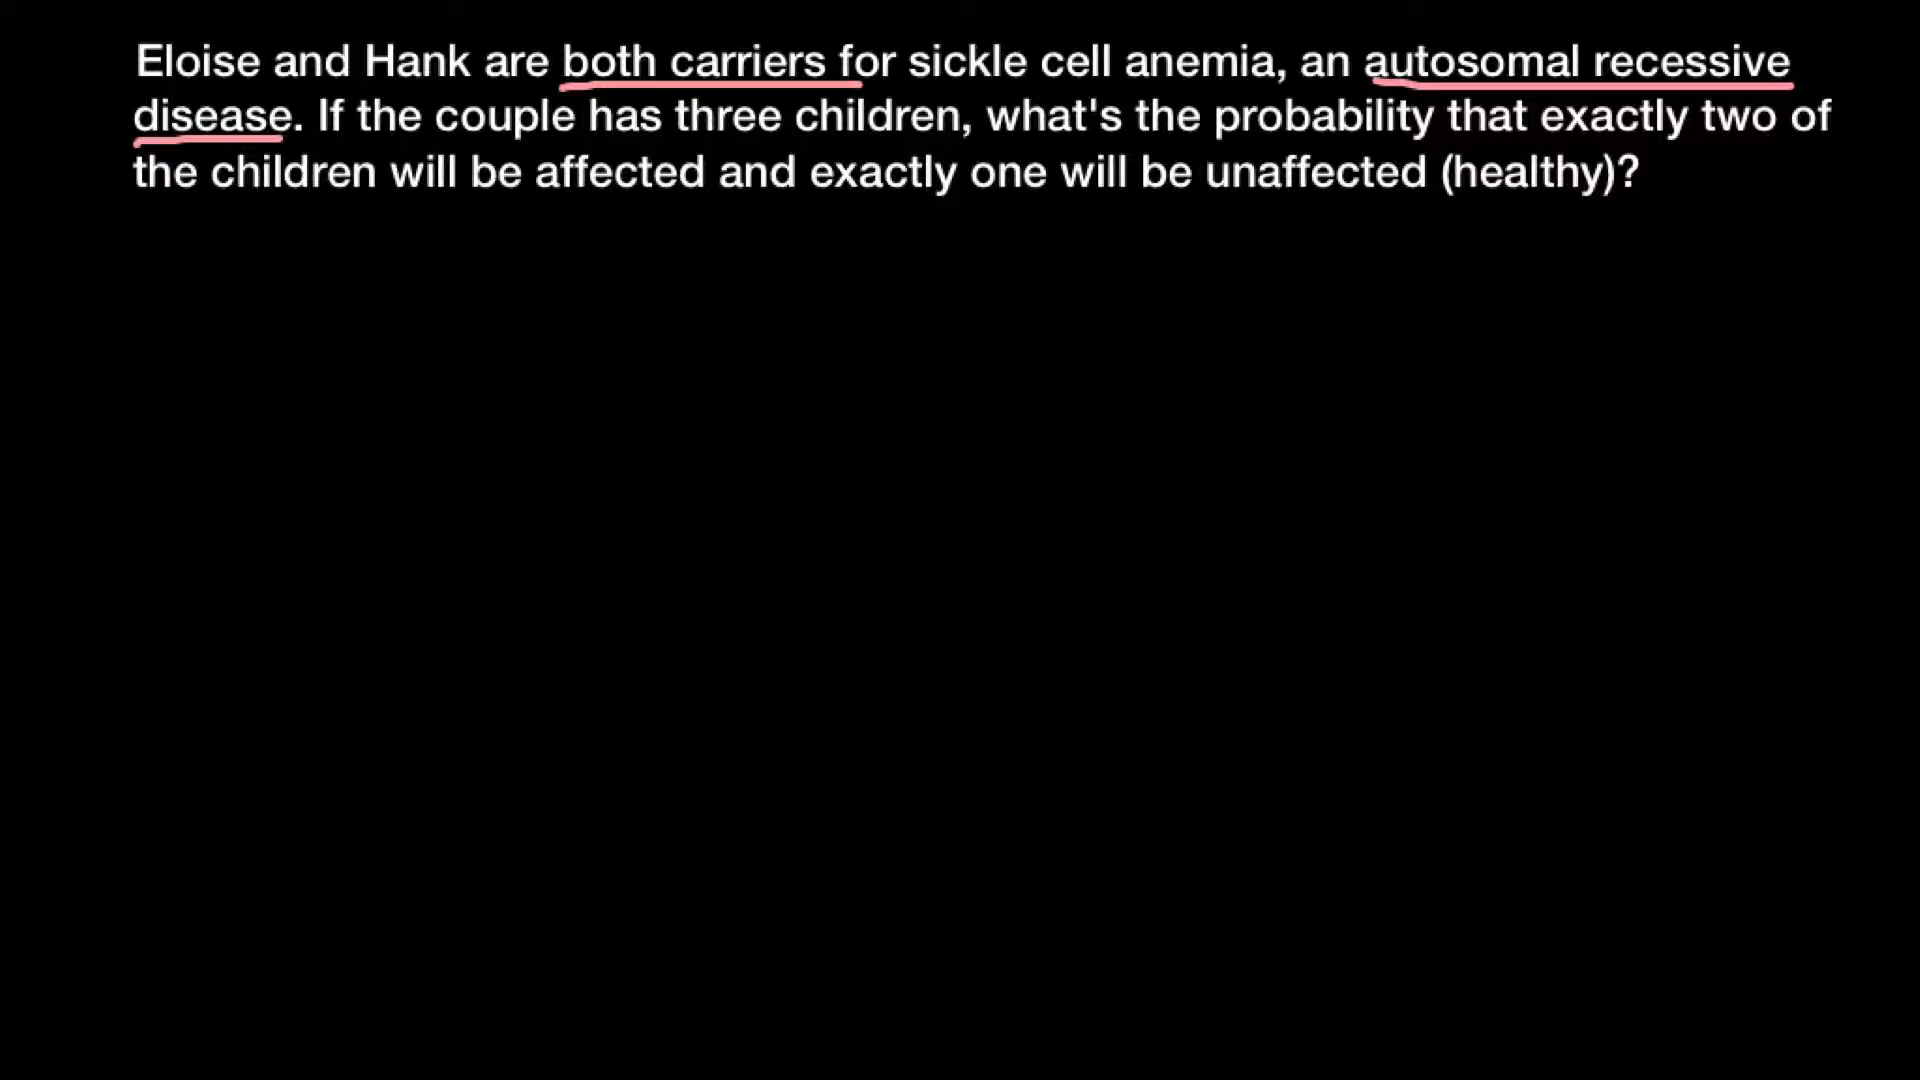 Eloise and Hank are both carriers for sickle cell anemia, an autosomal recessive
disease. If the couple has three children, what's the probability that exactly two of
the children will be affected and exactly one will be unaffected (healthy)?